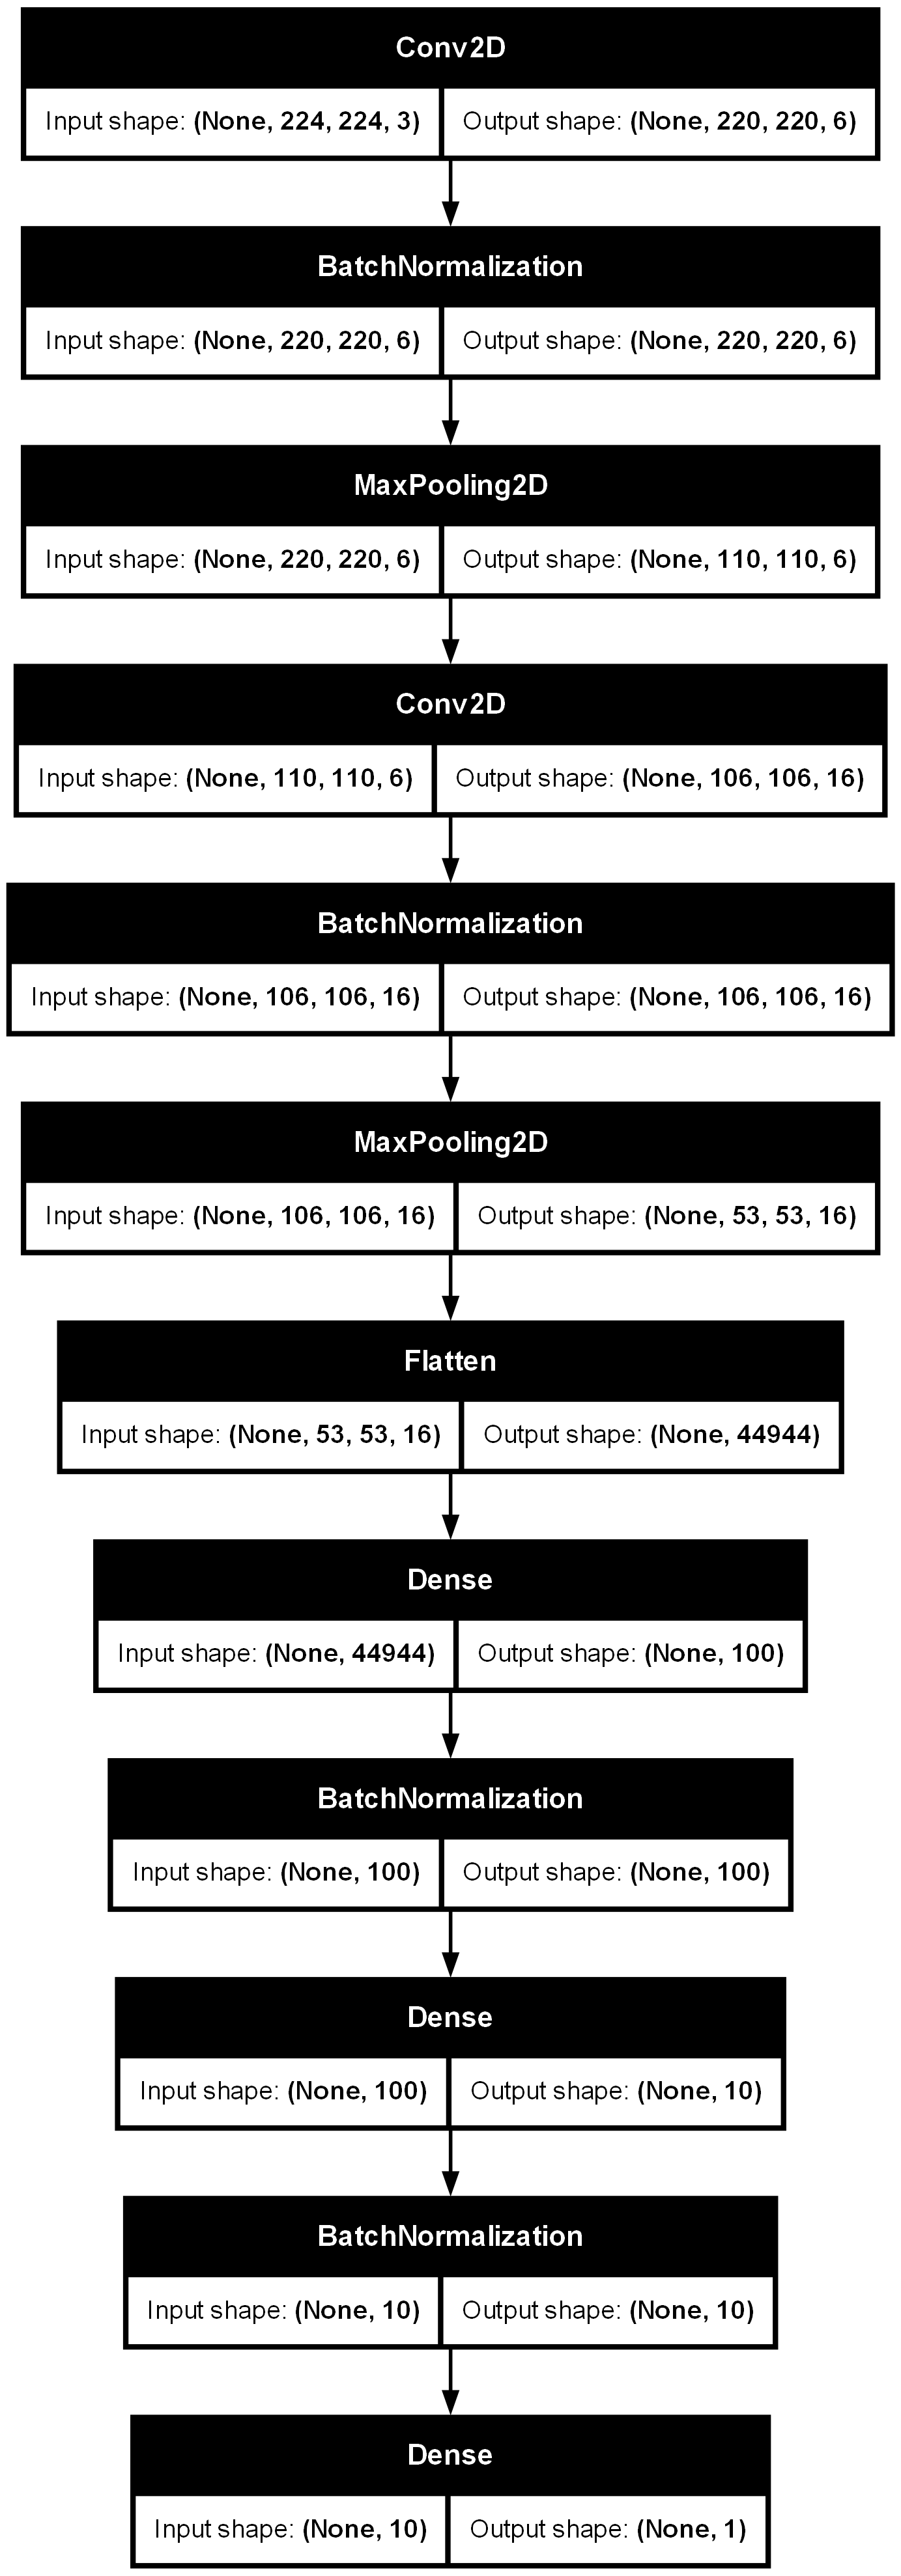 Conv2D
Input shape: (None, 224, 224, 3) Output shape: (None, 220, 220, 6)
BatchNormalization
Input shape: (None, 220, 220, 6) Output shape: (None, 220, 220, 6)
MaxPooling2D
Input shape: (None, 220, 220, 6) Output shape: (None, 110, 110, 6)
Conv2D
Input shape: (None, 110, 110, 6) Output shape: (None, 106, 106, 16)
BatchNormalization
Input shape: (None, 106, 106, 16) Output shape: (None, 106, 106, 16)
MaxPooling2D
Input shape: (None, 106, 106, 16) Output shape: (None, 53, 53, 16)
Flatten
Input shape: (None, 53, 53, 16) Output shape: (None, 44944)
Dense
Input shape: (None, 44944) Output shape: (None, 100)
BatchNormalization
Input shape: (None, 100) Output shape: (None, 100)
Dense
Input shape: (None, 100) Output shape: (None, 10)
BatchNormalization
Input shape: (None, 10) Output shape: (None, 10)
Dense
Input shape: (None, 10) Output shape: (None, 1)